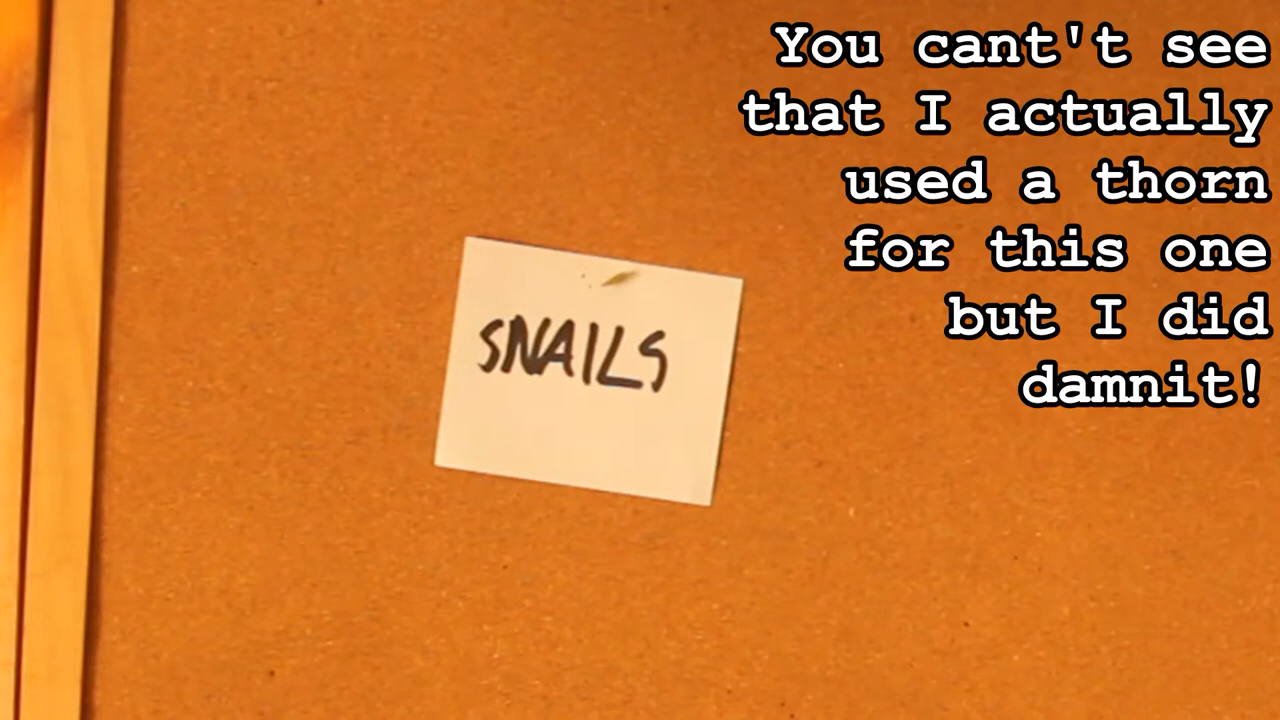 You cant't see
that I actually
used a thorn
for this one
but I did
damnit!
SNAILS